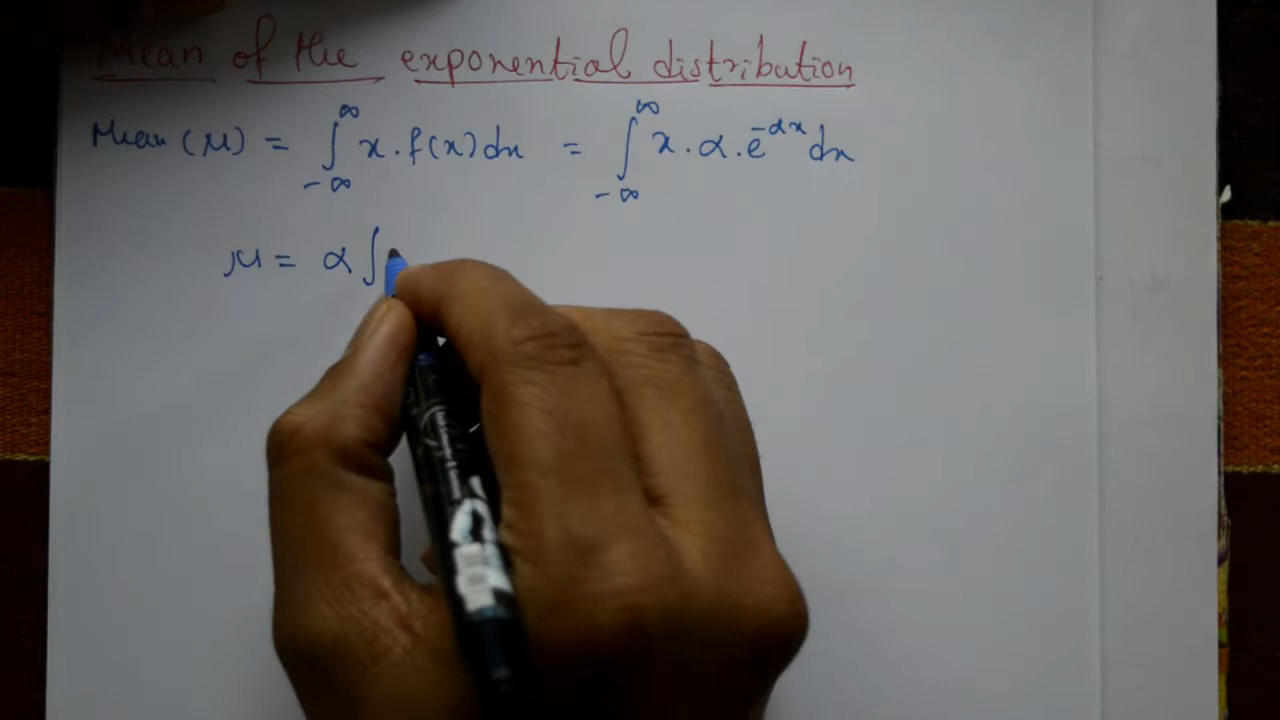 Mean of the exponential distribution
Mean (μ) = ∫_{-∞}^{∞} x . f(x) dx = ∫_{-∞}^{∞} x . α . e^{-αx} dx
μ = α ∫